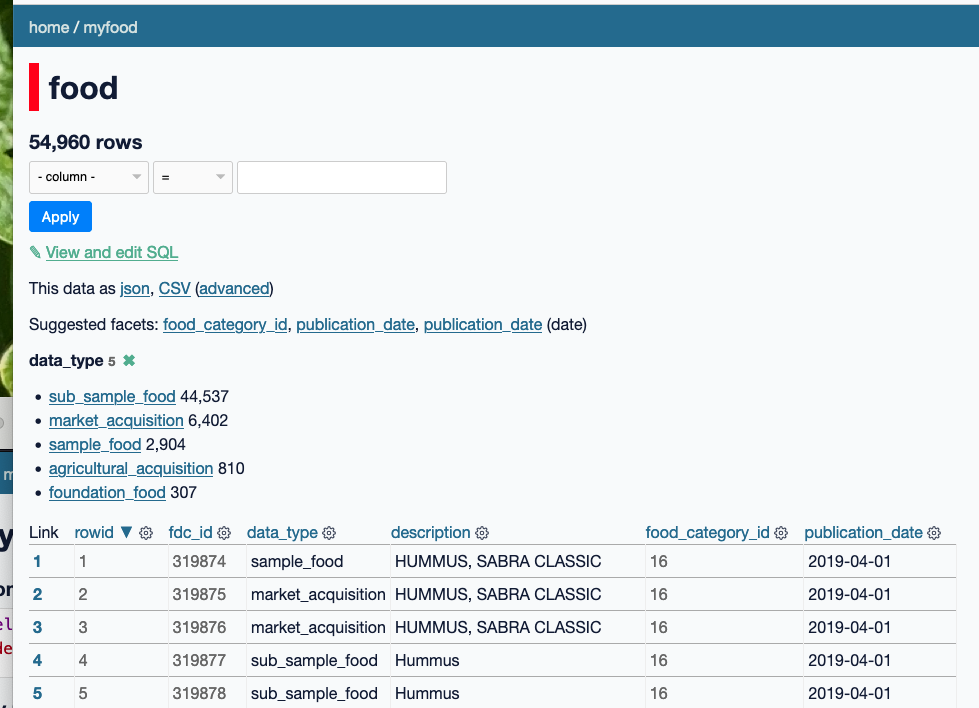 home / myfood
food
54,960 rows
- column -
=
Apply
✎ View and edit SQL
This data as json, CSV (advanced)
Suggested facets: food_category_id, publication_date, publication_date (date)
data_type 5 ✖
• sub_sample_food 44,537
• market_acquisition 6,402
• sample_food 2,904
• agricultural_acquisition 810
• foundation_food 307
Link rowid ▼ fdc_id data_type description food_category_id publication_date
1 1 319874 sample_food HUMMUS, SABRA CLASSIC 16 2019-04-01
2 2 319875 market_acquisition HUMMUS, SABRA CLASSIC 16 2019-04-01
3 3 319876 market_acquisition HUMMUS, SABRA CLASSIC 16 2019-04-01
4 4 319877 sub_sample_food Hummus 16 2019-04-01
5 5 319878 sub_sample_food Hummus 16 2019-04-01